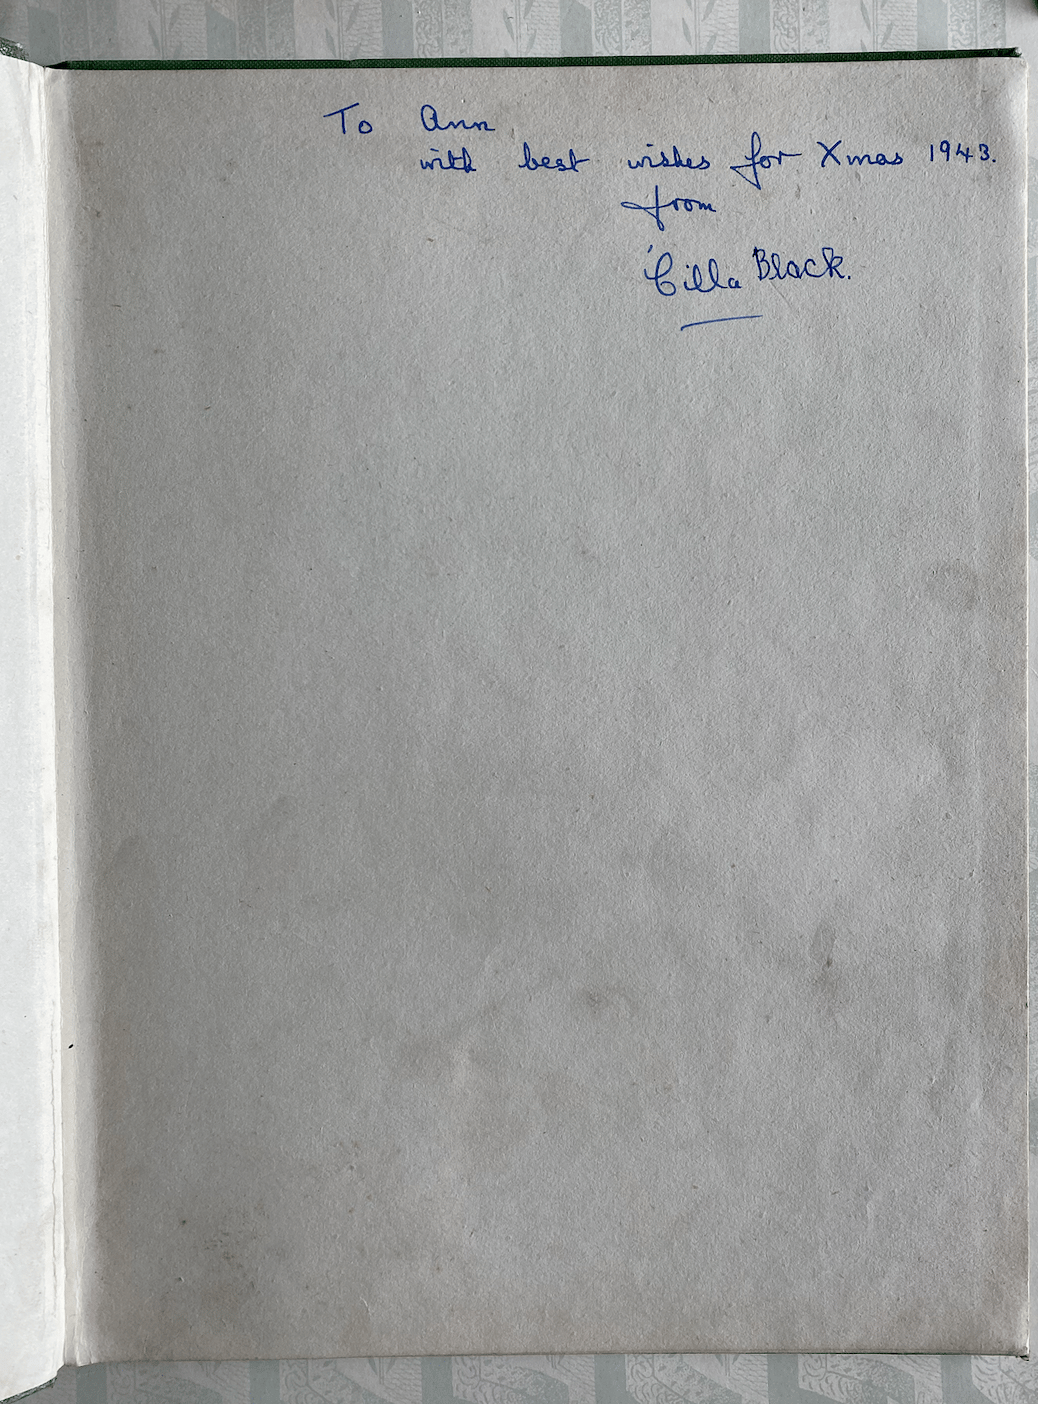 To Ann
with best wishes for Xmas 1943.
from
'Cilla Black.